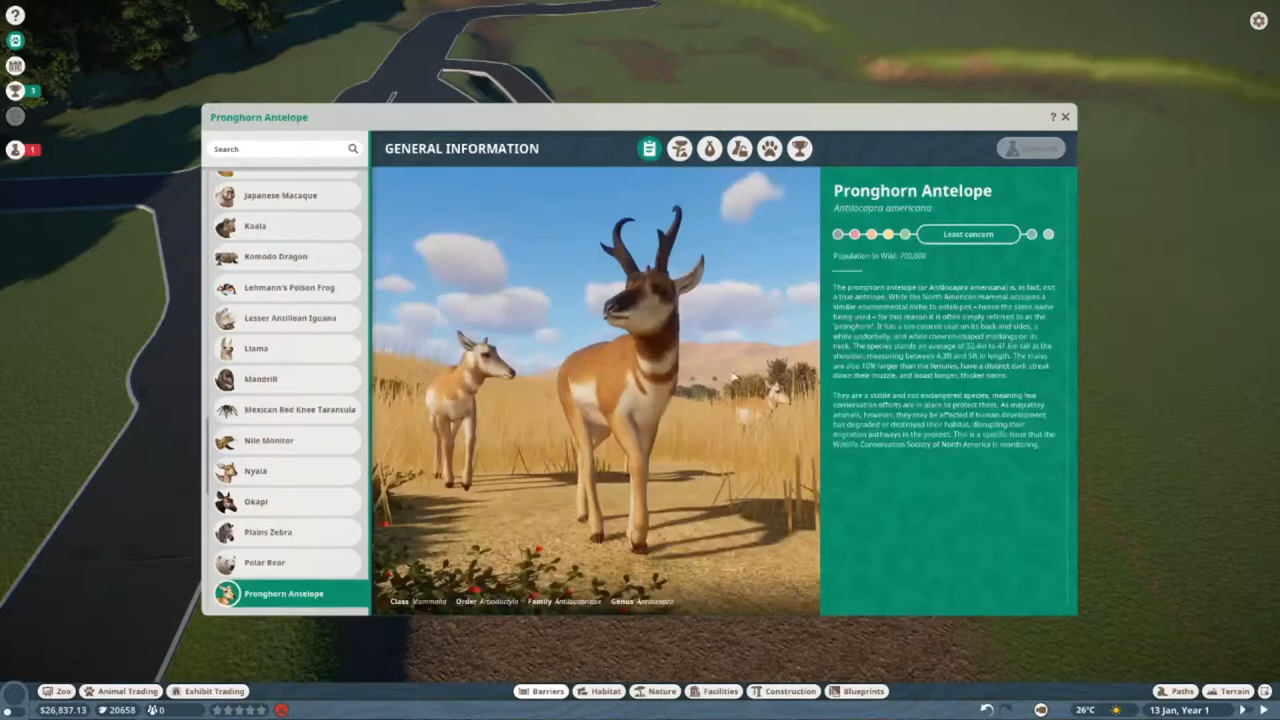 ?
3
1
Pronghorn Antelope
?
Search
GENERAL INFORMATION
Japanese Macaque
Koala
Komodo Dragon
Lehmann's Poison Frog
Lesser Antillean Iguana
Llama
Mandrill
Mexican Red Knee Tarantula
Nile Monitor
Nyala
Okapi
Plains Zebra
Polar Bear
Pronghorn Antelope
Class Mammalia Order Artiodactyla Family Antilocapridae Genus Antilocapra
Pronghorn Antelope
Antilocapra americana
Least concern
Population In Wild: 700,000
The pronghorn antelope (or Antilocapra americana) is, in fact, not
a true antelope. While the North American mammal occupies a
similar environmental niche to antelopes – hence the same name
being used – for this reason it is often simply referred to as the
'pronghorn'. It has a tan colored coat on its back and sides, a
white underbelly, and white chevron-shaped markings on its
neck. The species stands an average of 32.4in to 41.6in tall at the
shoulder, measuring between 4.3ft and 5ft in length. The males
are also 10% larger than the females, have a distinct dark streak
down their muzzle, and boast longer, thicker horns.
They are a stable and not endangered species, meaning few
conservation efforts are in place to protect them. As migratory
animals, however, they may be affected if human development
has degraded or destroyed their habitat, disrupting their
migration pathways in the process. This is a specific issue that the
Wildlife Conservation Society of North America is monitoring.
Zoo
Animal Trading
Exhibit Trading
Barriers
Habitat
Nature
Facilities
Construction
Blueprints
Paths
Terrain
$26,837.13
20658
0
26°C
13 Jan, Year 1